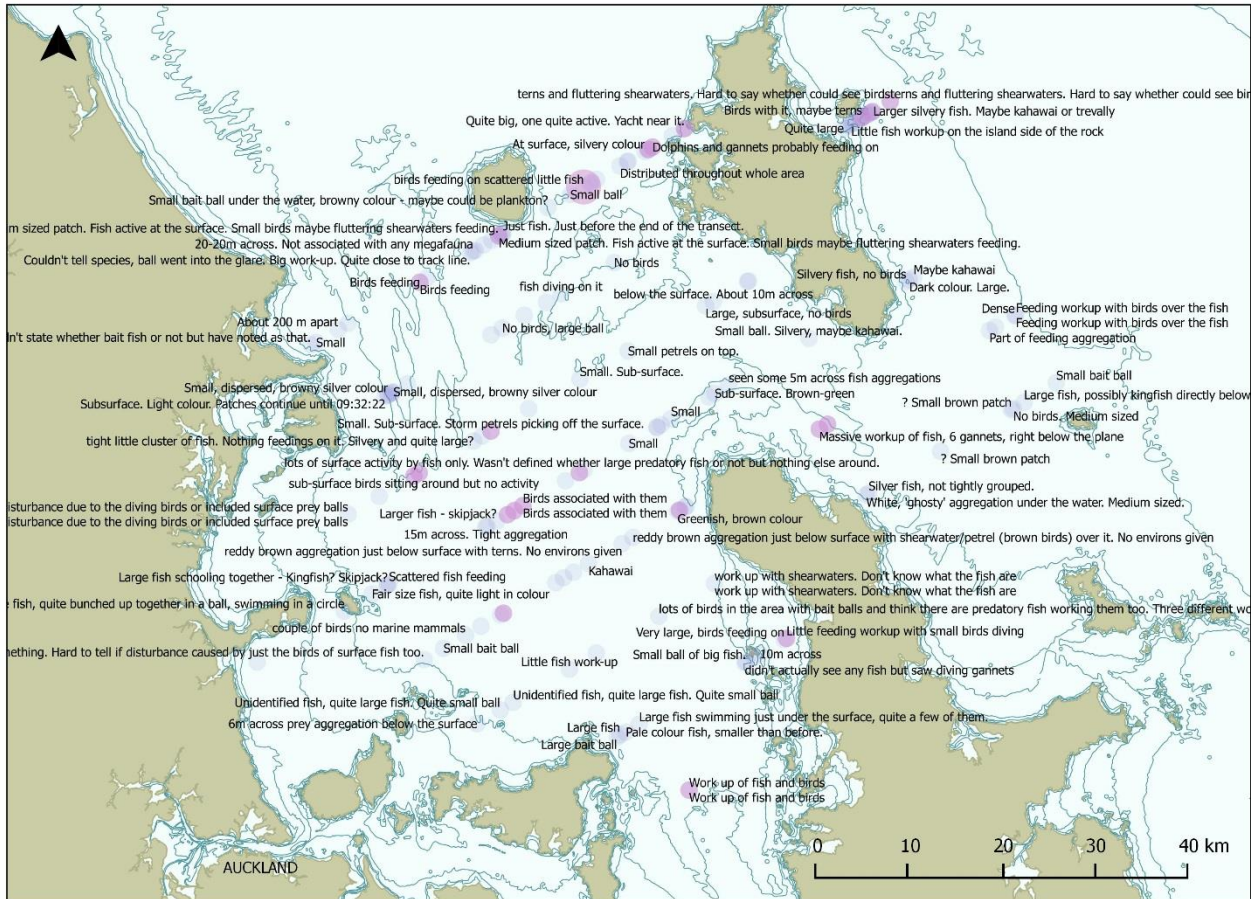 terns and fluttering shearwaters. Hard to say whether could see birdsterns and fluttering shearwaters. Hard to say whether could see bir
Birds with it, maybe terns
Larger silvery fish. Maybe kahawai or trevally
Quite big, one quite active. Yacht near it.
Quite large
Little fish workup on the island side of the rock
At surface, silvery colour
Dolphins and gannets probably feeding on
Distributed throughout whole area
birds feeding on scattered little fish
Small ball
Small bait ball under the water, browny colour - maybe could be plankton?
m sized patch. Fish active at the surface. Small birds maybe fluttering shearwaters feeding.
Just fish. Just before the end of the transect.
20-20m across. Not associated with any megafauna
Medium sized patch. Fish active at the surface. Small birds maybe fluttering shearwaters feeding.
Couldn't tell species, ball went into the glare. Big work-up. Quite close to track line.
No birds
Silvery fish, no birds
Maybe kahawai
Birds feeding
Birds feeding
fish diving on it
below the surface. About 10m across
Dark colour. Large.
Large, subsurface, no birds
Dense
Feeding workup with birds over the fish
About 200 m apart
No birds, large ball
Small ball. Silvery, maybe kahawai.
Feeding workup with birds over the fish
n't state whether bait fish or not but have noted as that.
Small
Part of feeding aggregation
Small petrels on top.
Small. Sub-surface.
seen some 5m across fish aggregations
Small bait ball
Small, dispersed, browny silver colour
Small, dispersed, browny silver colour
Sub-surface. Brown-green
Large fish, possibly kingfish directly below
Subsurface. Light colour. Patches continue until 09:32:22
? Small brown patch
Small
No birds. Medium sized
Small. Sub-surface. Storm petrels picking off the surface.
tight little cluster of fish. Nothing feedings on it. Silvery and quite large?
Small
Massive workup of fish, 6 gannets, right below the plane
lots of surface activity by fish only. Wasn't defined whether large predatory fish or not but nothing else around.
? Small brown patch
sub-surface birds sitting around but no activity
Silver fish, not tightly grouped.
Birds associated with them
White, 'ghosty' aggregation under the water. Medium sized.
isturbance due to the diving birds or included surface prey balls
Larger fish - skipjack?
Birds associated with them
isturbance due to the diving birds or included surface prey balls
Greenish, brown colour
15m across. Tight aggregation
reddy brown aggregation just below surface with shearwater/petrel (brown birds) over it. No environs given
reddy brown aggregation just below surface with terns. No environs given
Kahawai
Large fish schooling together - Kingfish? Skipjack?
Scattered fish feeding
work up with shearwaters. Don't know what the fish are
Fair size fish, quite light in colour
work up with shearwaters. Don't know what the fish are
fish, quite bunched up together in a ball, swimming in a circle
lots of birds in the area with bait balls and think there are predatory fish working them too. Three different wo
couple of birds no marine mammals
Very large, birds feeding on
Little feeding workup with small birds diving
mething. Hard to tell if disturbance caused by just the birds of surface fish too.
Small bait ball
Little fish work-up
Small ball of big fish.
10m across
didn't actually see any fish but saw diving gannets
Unidentified fish, quite large fish. Quite small ball
Unidentified fish, quite large fish. Quite small ball
6m across prey aggregation below the surface
Large fish swimming just under the surface, quite a few of them.
Large fish
Pale colour fish, smaller than before.
Large bait ball
Work up of fish and birds
Work up of fish and birds
AUCKLAND
0 10 20 30 40 km